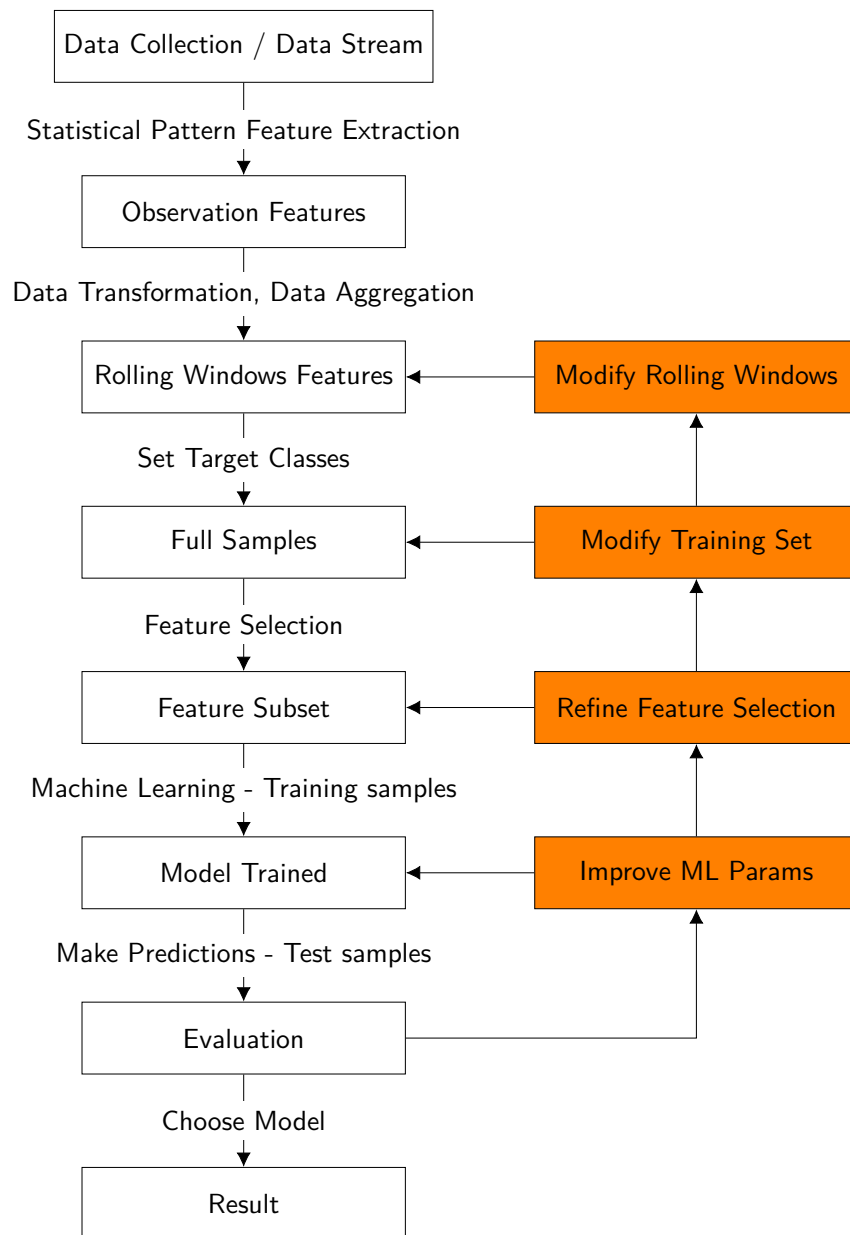 Data Collection / Data Stream
Statistical Pattern Feature Extraction
Observation Features
Data Transformation, Data Aggregation
Rolling Windows Features
Modify Rolling Windows
Set Target Classes
Full Samples
Modify Training Set
Feature Selection
Feature Subset
Refine Feature Selection
Machine Learning - Training samples
Model Trained
Improve ML Params
Make Predictions - Test samples
Evaluation
Choose Model
Result